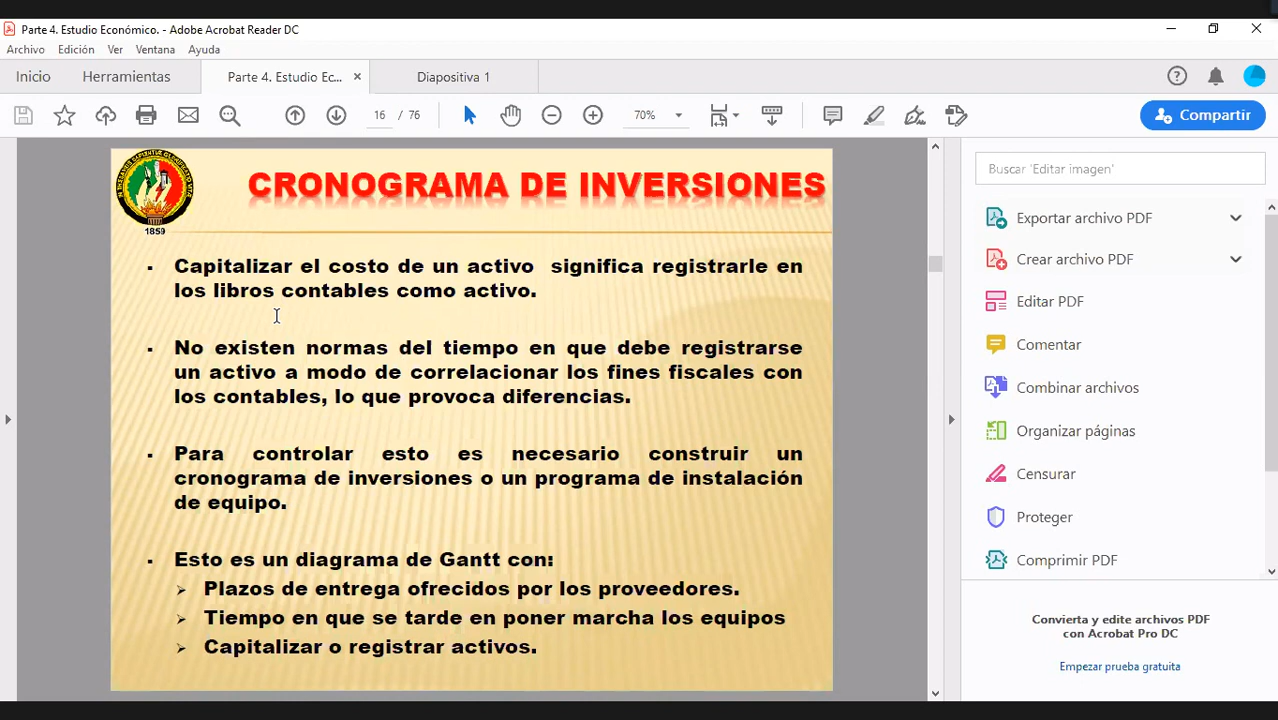 Parte 4. Estudio Económico. - Adobe Acrobat Reader DC
Archivo Edición Ver Ventana Ayuda
Inicio Herramientas Parte 4. Estudio Ec... × Diapositiva 1
16 / 76 70% Compartir
CRONOGRAMA DE INVERSIONES
1859
▪ Capitalizar el costo de un activo significa registrarle en
los libros contables como activo.
▪ No existen normas del tiempo en que debe registrarse
un activo a modo de correlacionar los fines fiscales con
los contables, lo que provoca diferencias.
▪ Para controlar esto es necesario construir un
cronograma de inversiones o un programa de instalación
de equipo.
▪ Esto es un diagrama de Gantt con:
➢ Plazos de entrega ofrecidos por los proveedores.
➢ Tiempo en que se tarde en poner marcha los equipos
➢ Capitalizar o registrar activos.
Buscar 'Editar imagen'
Exportar archivo PDF
Crear archivo PDF
Editar PDF
Comentar
Combinar archivos
Organizar páginas
Censurar
Proteger
Comprimir PDF
Convierta y edite archivos PDF
con Acrobat Pro DC
Empezar prueba gratuita